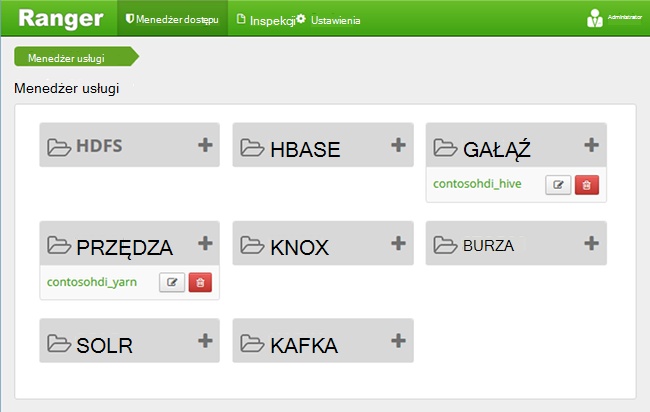 Ranger Menedżer dostępu Inspekcji Ustawienia Administrator
Menedżer usługi
Menedżer usługi
HDFS HBASE GAŁĄŹ
contosohdi_hive
PRZĘDZA KNOX BURZA
contosohdi_yarn
SOLR KAFKA